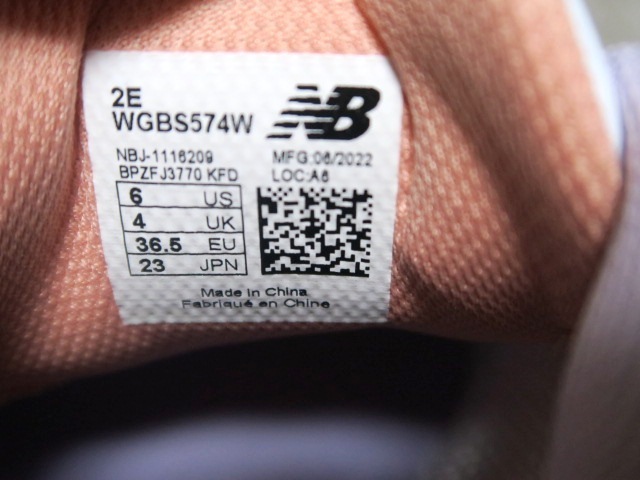 2E
WGBS574W
NB
NBJ-1116209
MFG:06/2022
BPZFJ3770 KFD
LOC:A6
6 US
4 UK
36.5 EU
23 JPN
Made in China
Fabriqué en Chine